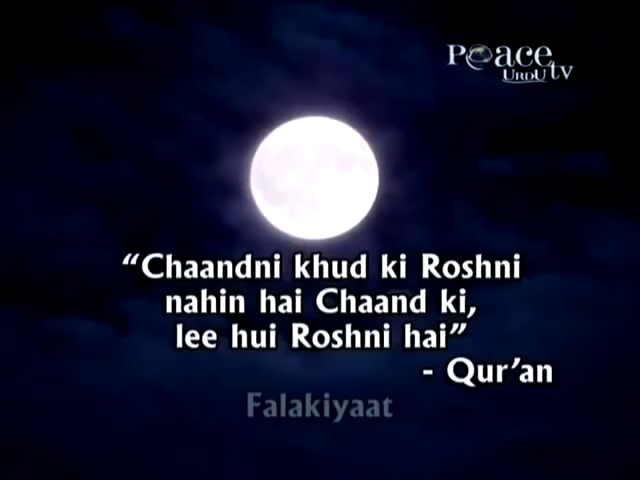 Peace
URDU TV
“Chaandni khud ki Roshni
nahin hai Chaand ki,
lee hui Roshni hai”
- Qur’an
Falakiyaat